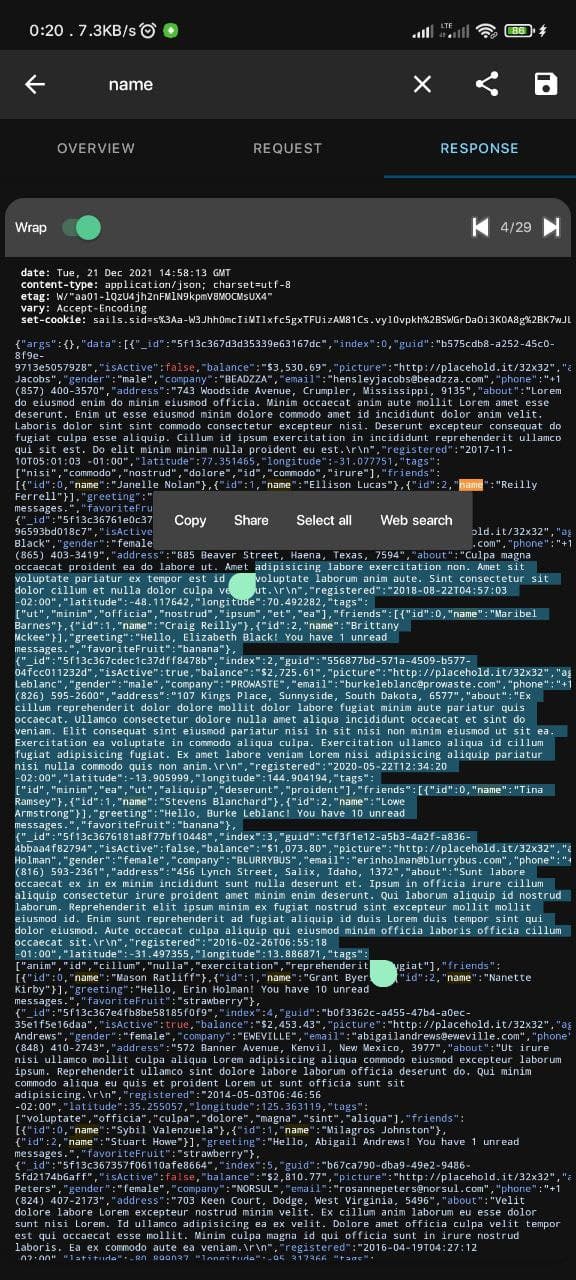 0:20 . 7.3KB/s
LTE
86
name
OVERVIEW
REQUEST
RESPONSE
Wrap
4/29
date: Tue, 21 Dec 2021 14:58:13 GMT
content-type: application/json; charset=utf-8
etag: W/"aa01-lQzU4jh2nFMlN9kpmV8MOCMsUX4"
vary: Accept-Encoding
set-cookie: sails.sid=s%3Aa-W3Jhh0mcIiMIlxfc5gxTFUizAM81Cs.vyl0vpkh%2BSWGrDaOi3KOA8g%2BK7wJL
{"args":{},"data":[{"_id":"5f13c367d3d35339e63167dc","index":0,"guid":"b575cdb8-a252-45c0-
8f9e-
9713e5057928","isActive":false,"balance":"$3,530.69","picture":"http://placehold.it/32x32","a
Jacobs","gender":"male","company":"BEADZZA","email":"hensleyjacobs@beadzza.com","phone":"+1
(857) 400-3570","address":"743 Woodside Avenue, Crumpler, Mississippi, 9135","about":"Lorem
do eiusmod enim do minim eiusmod officia. Minim occaecat anim aute mollit Lorem amet esse
deserunt. Enim ut esse eiusmod minim dolore commodo amet id incididunt dolor anim velit.
Laboris dolor sint sint commodo consectetur excepteur nisi. Deserunt excepteur consequat do
fugiat culpa esse aliquip. Cillum id ipsum exercitation in incididunt reprehenderit veniam
qui sit est. Do elit minim minim nulla proident ad ut.\r\n","registered":"2017-11-
10T05:01:03 -01:00","latitude":77.351465,"longitude":-31.077751,"tags":
["nisi","commodo","nostrud","dolore","id","commodo","irure"],"friends":
[{"id":0,"name":"Janelle Nolan"},{"id":1,"name":"Ellison Lucas"},{"id":2,"name":"Reilly
Ferrell"}],"greeting":"
messages.","favoriteFru
Copy
Share
Select all
Web search
{"_id":"5f13c36761e0c37
96593bd018c7","isActive
old.it/32x32","ag
Black","gender":"femal
com","phone":"+1
(865) 403-3419","address":"885 Beaver Street, Haena, Texas, 7594","about":"Culpa magna
occaecat proident ea do labore ut. Amet adipisicing labore exercitation non. Amet sit
voluptate pariatur ex tempor est id voluptate laborum anim aute. Sint consectetur sit
dolor cillum et nulla dolor culpa ve t.\r\n","registered":"2018-08-22T04:57:03
-02:00","latitude":-48.117642,"longitude":70.492282,"tags":
["ut","minim","officia","nostrud","ipsum","et","ea"],"friends":[{"id":0,"name":"Maribel
Barnes"},{"id":1,"name":"Craig Reilly"},{"id":2,"name":"Brittany
Mckee"}],"greeting":"Hello, Elizabeth Black! You have 1 unread
messages.","favoriteFruit":"banana"},
{"_id":"5f13c367cdec1c37dff8478b","index":2,"guid":"556877bd-571a-4509-b577-
04fcc011232d","isActive":true,"balance":"$2,725.61","picture":"http://placehold.it/32x32","ag
Leblanc","gender":"male","company":"PROWASTE","email":"burkeleblanc@prowaste.com","phone":"+1
(826) 595-2600","address":"107 Kings Place, Sunnyside, South Dakota, 6577","about":"Ex
cillum reprehenderit dolor dolore mollit dolore labore fugiat minim aute pariatur quis
occaecat. Ullamco consectetur dolore nulla amet aliqua incididunt occaecat et sint do
veniam. Elit consequat sint eiusmod pariatur nisi in non minim eiusmod in ut sit ea.
Exercitation ea voluptate in commodo aliqua culpa. Exercitation ullamco aliqua id cillum
fugiat adipisicing fugiat. Ex amet labore veniam Lorem nisi adipisicing aliquip pariatur
nisi nulla commodo quis non anim.\r\n","registered":"2020-05-22T12:34:20
-02:00","latitude":-13.905999,"longitude":144.904194,"tags":
["id","minim","ea","ut","aliquip","deserunt","proident"],"friends":[{"id":0,"name":"Tina
Ramsey"},{"id":1,"name":"Stevens Blanchard"},{"id":2,"name":"Lowe
Armstrong"}],"greeting":"Hello, Burke Leblanc! You have 10 unread
messages.","favoriteFruit":"banana"},
{"_id":"5f13c3676181a8f77bf10448","index":3,"guid":"cf3f1e12-a5b3-4a2f-a836-
4bbaa4f82794","isActive":false,"balance":"$1,073.80","picture":"http://placehold.it/32x32","a
Holman","gender":"female","company":"BLURRYBUS","email":"erinholman@blurrybus.com","phone":"+
(816) 593-2361","address":"456 Lynch Street, Salix, Idaho, 1372","about":"Sunt labore
occaecat ex in ex minim incididunt sunt nulla deserunt et. Ipsum in officia irure cillum
aliquip consectetur irure proident amet minim enim deserunt. Qui laborum aliquip id nostrud
laborum. Reprehenderit elit ipsum minim ex fugiat nostrud sint excepteur mollit mollit
eiusmod id. Enim sunt reprehenderit ad fugiat aliquip id duis Lorem duis tempor sint qui
dolor eiusmod. Aute occaecat culpa aliquip sint in nostrud laboris officia mollit cillum
occaecat sit.\r\n","registered":"2016-02-26T06:55:18
-01:00","latitude":-31.497355,"longitude":13.886871,"tags":
["anim","id","cillum","nulla","exercitation","reprehenderit ugiat"],"friends":
[{"id":0,"name":"Mason Ratliff"},{"id":1,"name":"Grant Byer "id":2,"name":"Nanette
Kirby"}],"greeting":"Hello, Erin Holman! You have 10 unread
messages.","favoriteFruit":"strawberry"},
{"_id":"5f13c367e4fb8be58185f0f9","index":4,"guid":"b0f3362c-a455-47b4-a0ec-
35e1f5e16daa","isActive":true,"balance":"$2,453.43","picture":"http://placehold.it/32x32","ag
Andrews","gender":"female","company":"EWEVILLE","email":"abigailandrews@eweville.com","phone"
(848) 410-2743","address":"572 Banner Avenue, Kenvil, New Mexico, 3977","about":"Ut irure
nisi ullamco mollit culpa aliqua Lorem adipisicing aliqua cillum excepteur laborum
ipsum. Reprehenderit ullamco sint dolore laborum laborum dolore do. Qui minim
commodo aliqua eu quis et proident Lorem ut sunt officia sunt sit
adipisicing.\r\n","registered":"2014-05-03T06:46:56
-02:00","latitude":35.255057,"longitude":125.363119,"tags":
["voluptate","officia","culpa","dolore","magna","sint","aliqua"],"friends":
[{"id":0,"name":"Sybil Valenzuela"},{"id":1,"name":"Milagros Johnston"},
{"id":2,"name":"Stuart Howe"}],"greeting":"Hello, Abigail Andrews! You have 1 unread
messages.","favoriteFruit":"strawberry"},
{"_id":"5f13c367357f06110afe8664","index":5,"guid":"b67ca790-dba9-49e2-9486-
5fd2174b6aff","isActive":false,"balance":"$2,810.77","picture":"http://placehold.it/32x32","a
Peters","gender":"female","company":"NORSUL","email":"rosannepeters@norsul.com","phone":"+1
(824) 407-2173","address":"703 Keen Court, Dodge, West Virginia, 5496","about":"Velit
dolore labore Lorem eiusmod minim velit. Ex cillum anim laborum eu esse dolor
sunt nisi Lorem. Id ullamco adipisicing ea ex velit. Dolore amet culpa officia velit tempor
est qui esse mollit esse. Minim sunt ad adipisicing officia minim in irure nostrud
laboris. Ea ex commodo aute ea veniam.\r\n","registered":"2016-04-19T04:27:12
-02:00","latitude":-80.899037,"longitude":-95.317366,"tags":